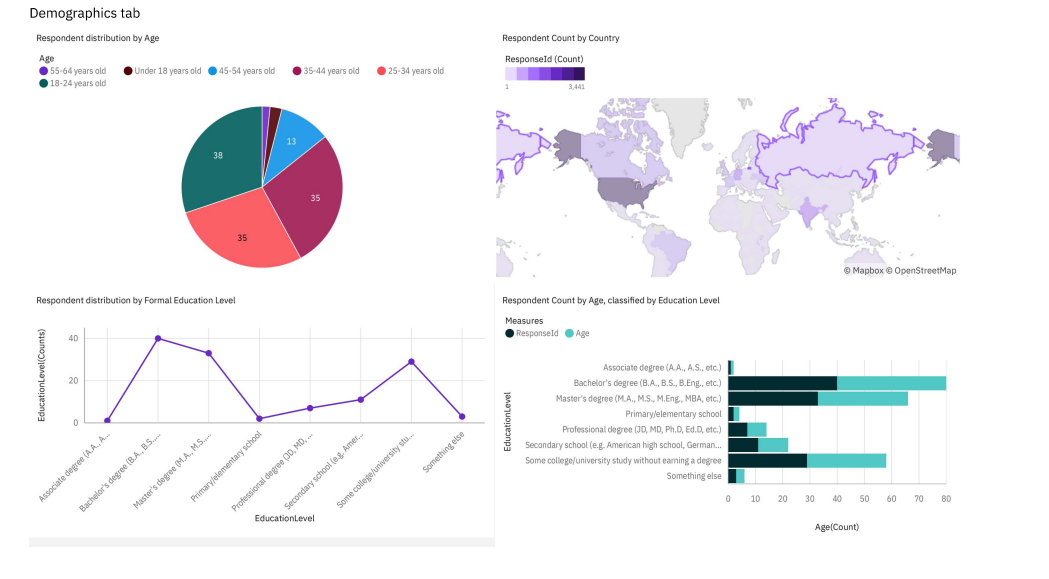 Demographics tab
Respondent distribution by Age
Age
55-64 years old
Under 18 years old
45-54 years old
35-44 years old
25-34 years old
18-24 years old
13
38
35
35
Respondent Count by Country
ResponseId (Count)
1
3,441
© Mapbox © OpenStreetMap
Respondent distribution by Formal Education Level
EducationLevel(Counts)
40
20
0
Associate degree (A.A., A...
Bachelor's degree (B.A., B.S.,...
Master's degree (M.A., M.S.,...
Primary/elementary school
Professional degree (JD, MD, ...
Secondary school (e.g. Amer...
Some college/university stu...
Something else
EducationLevel
Respondent Count by Age, classified by Education Level
Measures
ResponseId
Age
EducationLevel
Associate degree (A.A., A.S., etc.)
Bachelor's degree (B.A., B.S., B.Eng., etc.)
Master's degree (M.A., M.S., M.Eng., MBA, etc.)
Primary/elementary school
Professional degree (JD, MD, Ph.D, Ed.D, etc.)
Secondary school (e.g. American high school, German...
Some college/university study without earning a degree
Something else
0 10 20 30 40 50 60 70 80
Age(Count)